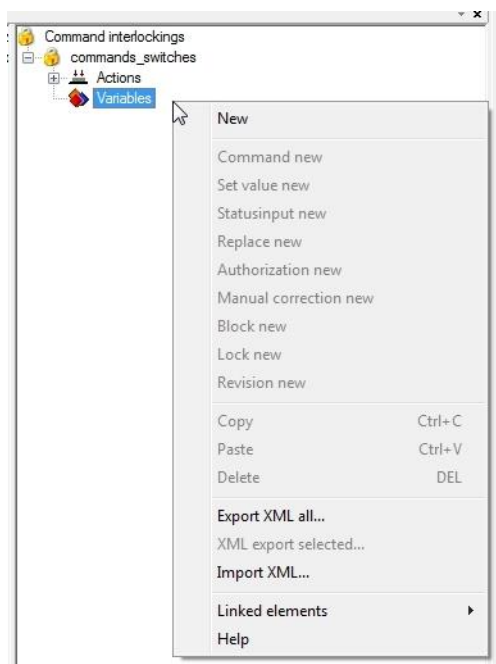 x
Command interlockings
commands_switches
Actions
Variables
New
Command new
Set value new
Statusinput new
Replace new
Authorization new
Manual correction new
Block new
Lock new
Revision new
Copy Ctrl+C
Paste Ctrl+V
Delete DEL
Export XML all...
XML export selected...
Import XML...
Linked elements
Help